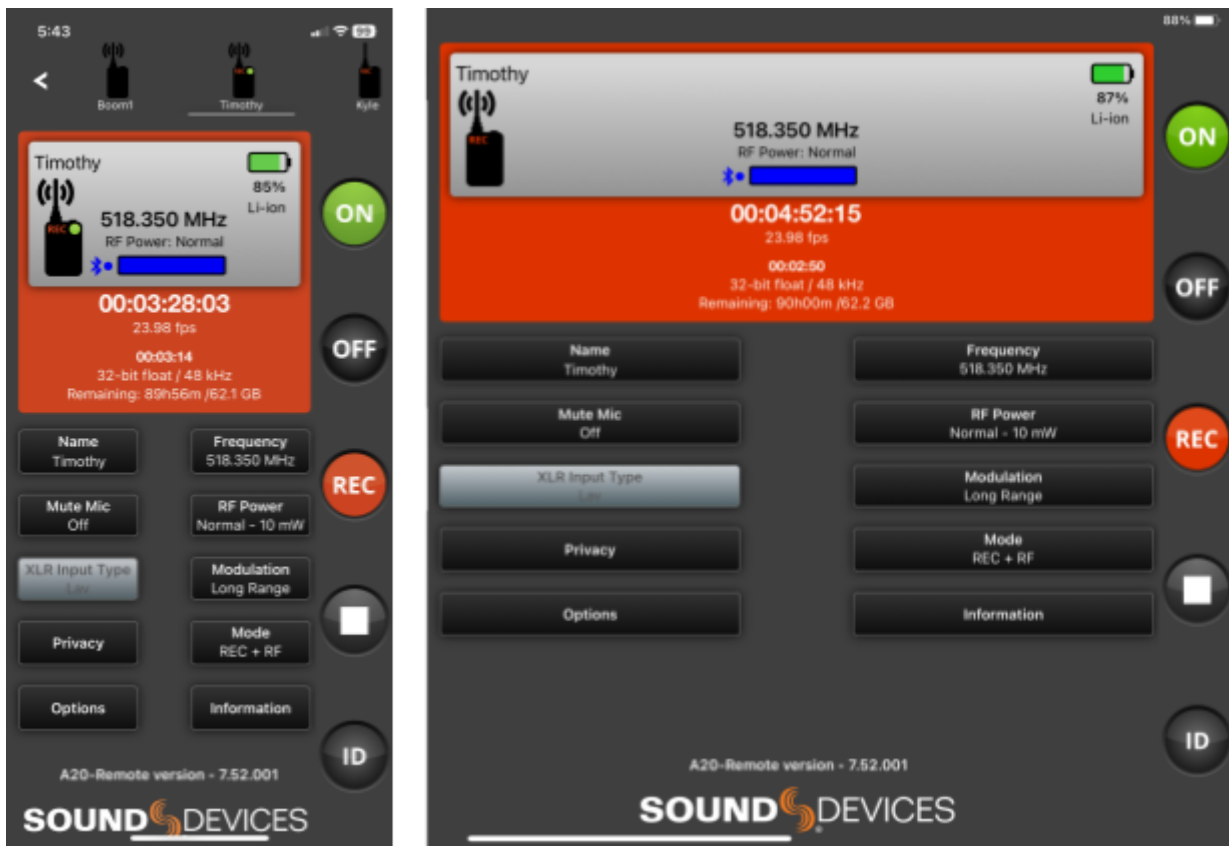 5:43
99
Boom1
Timothy
Kyle
Timothy
REC
85%
Li-ion
518.350 MHz
RF Power: Normal
00:03:28:03
23.98 fps
00:03:14
32-bit float / 48 kHz
Remaining: 89h56m /62.1 GB
ON
OFF
REC
ID
Name
Timothy
Frequency
518.350 MHz
Mute Mic
Off
RF Power
Normal - 10 mW
XLR Input Type
Lav
Modulation
Long Range
Privacy
Mode
REC + RF
Options
Information
A20-Remote version - 7.52.001
SOUND DEVICES
88%
Timothy
REC
87%
Li-ion
518.350 MHz
RF Power: Normal
00:04:52:15
23.98 fps
00:02:50
32-bit float / 48 kHz
Remaining: 90h00m /62.2 GB
ON
OFF
REC
ID
Name
Timothy
Frequency
518.350 MHz
Mute Mic
Off
RF Power
Normal - 10 mW
XLR Input Type
Lav
Modulation
Long Range
Privacy
Mode
REC + RF
Options
Information
A20-Remote version - 7.52.001
SOUND DEVICES